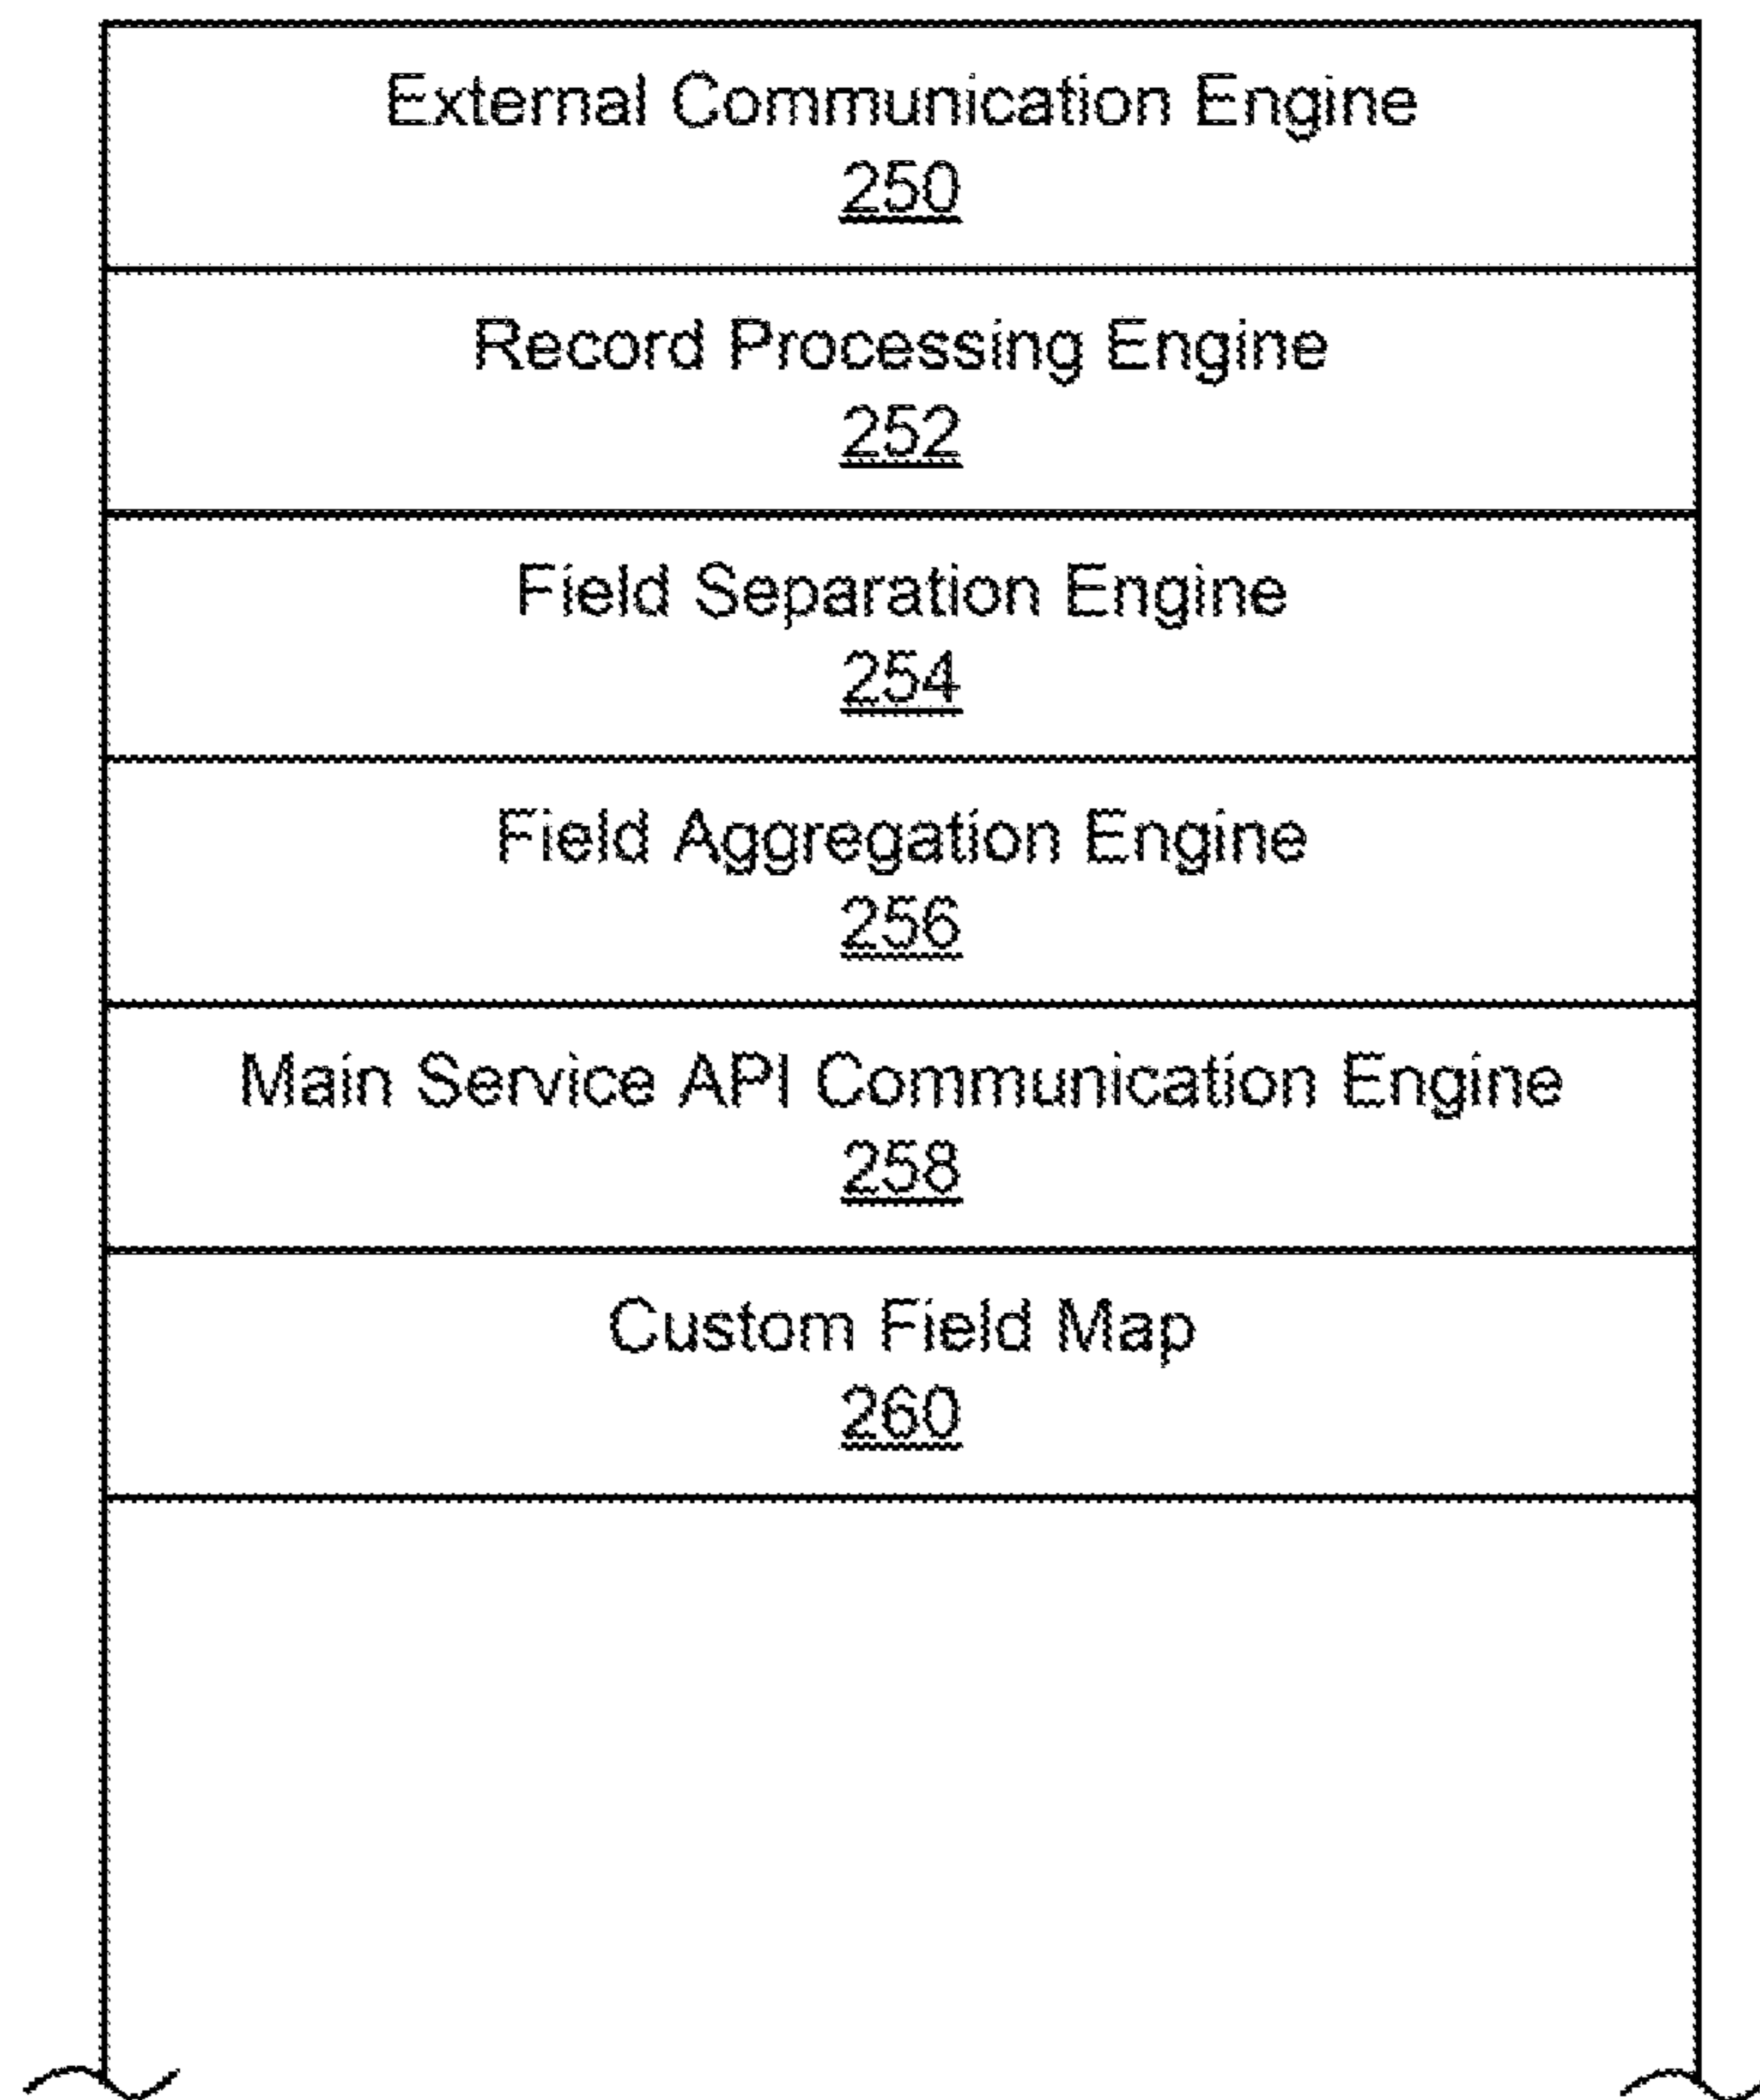 External Communication Engine
250
Record Processing Engine
252
Field Separation Engine
254
Field Aggregation Engine
256
Main Service API Communication Engine
258
Custom Field Map
260